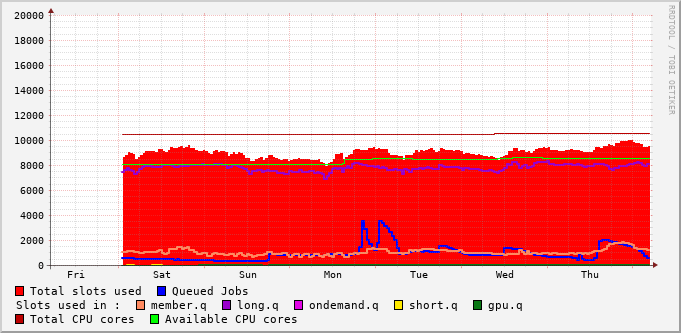 20000
18000
16000
14000
12000
10000
8000
6000
4000
2000
0
Fri Sat Sun Mon Tue Wed Thu
Total slots used Queued Jobs
Slots used in : member.q long.q ondemand.q short.q gpu.q
Total CPU cores Available CPU cores
RRDTOOL / TOBI OETIKER